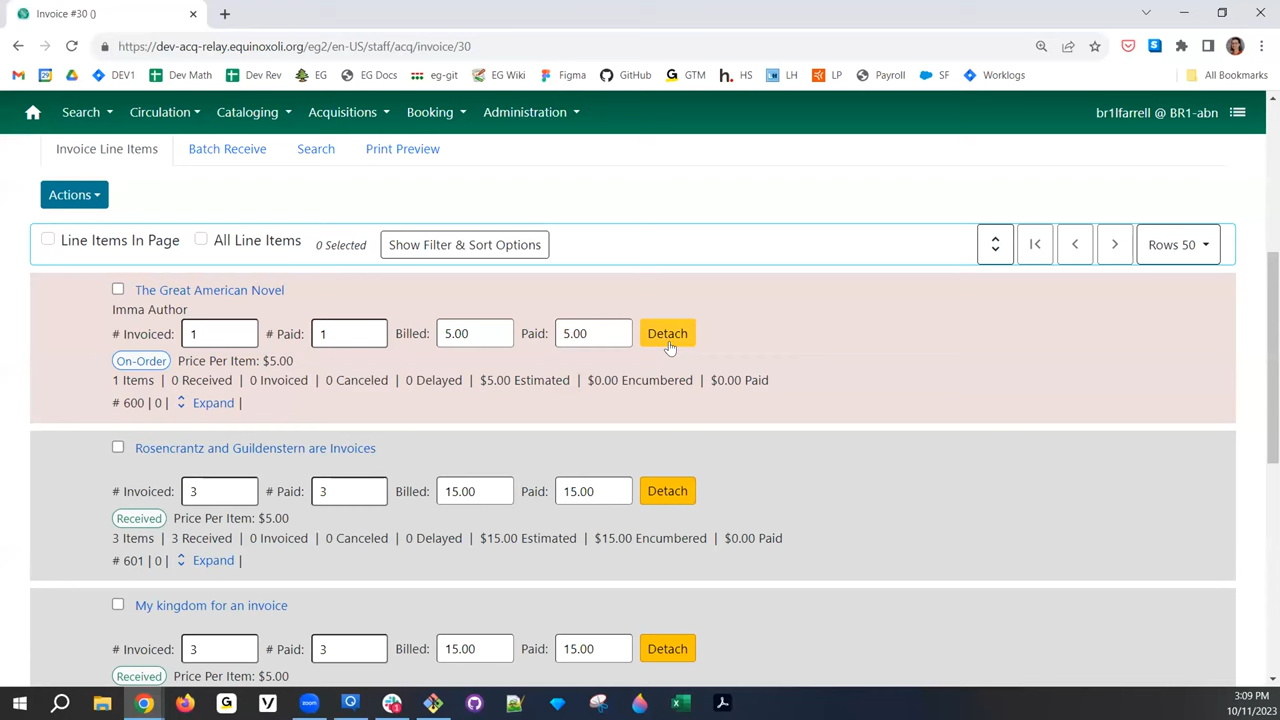 Invoice #30 ()
https://dev-acq-relay.equinoxoli.org/eg2/en-US/staff/acq/invoice/30
DEV1 Dev Math Dev Rev EG EG Docs eg-git EG Wiki Figma GitHub GTM HS LH LP Payroll SF Worklogs All Bookmarks
Search Circulation Cataloging Acquisitions Booking Administration br1lfarrell @ BR1-abn
Invoice Line Items Batch Receive Search Print Preview
Actions
Line Items In Page All Line Items 0 Selected Show Filter & Sort Options Rows 50
The Great American Novel
Imma Author
# Invoiced: 1 # Paid: 1 Billed: 5.00 Paid: 5.00 Detach
On-Order Price Per Item: $5.00
1 Items | 0 Received | 0 Invoiced | 0 Canceled | 0 Delayed | $5.00 Estimated | $0.00 Encumbered | $0.00 Paid
# 600 | 0 | Expand |
Rosencrantz and Guildenstern are Invoices
# Invoiced: 3 # Paid: 3 Billed: 15.00 Paid: 15.00 Detach
Received Price Per Item: $5.00
3 Items | 3 Received | 0 Invoiced | 0 Canceled | 0 Delayed | $15.00 Estimated | $15.00 Encumbered | $0.00 Paid
# 601 | 0 | Expand |
My kingdom for an invoice
# Invoiced: 3 # Paid: 3 Billed: 15.00 Paid: 15.00 Detach
Received Price Per Item: $5.00
3:09 PM
10/11/2023